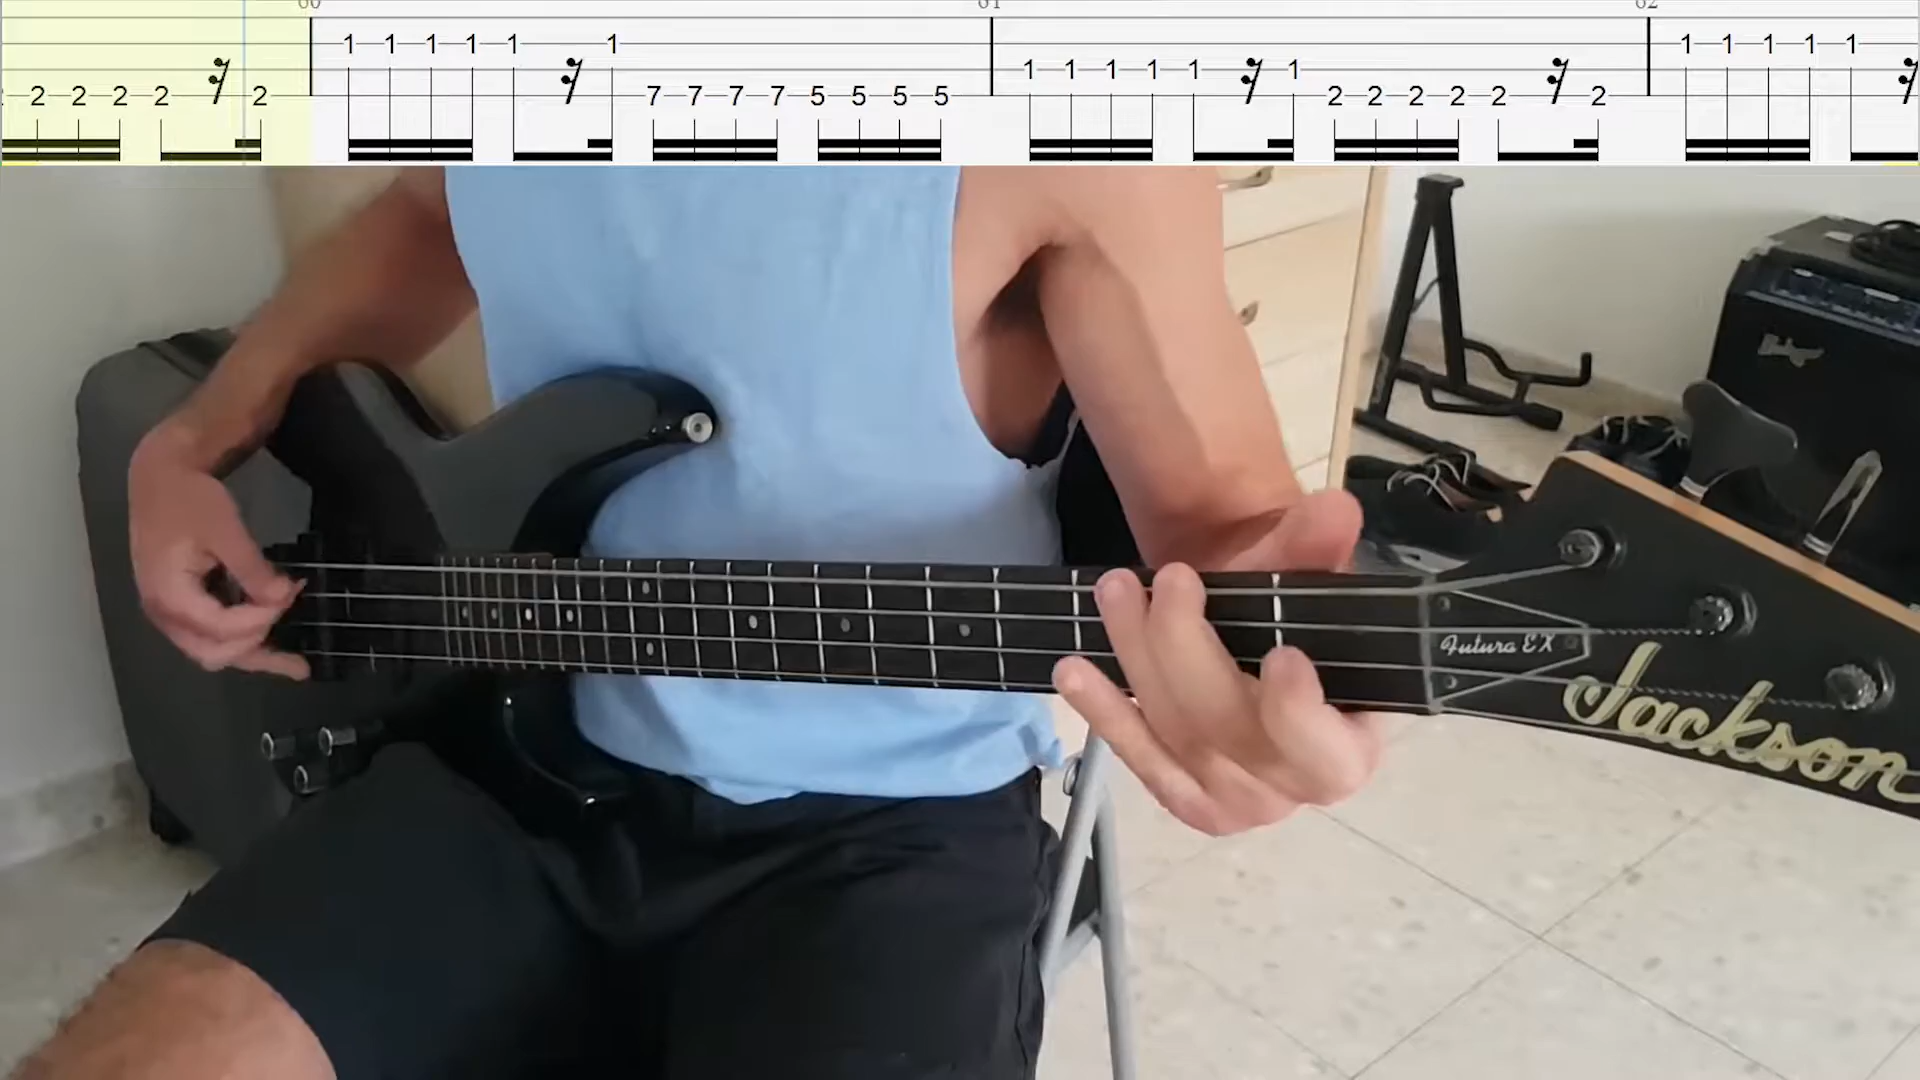 60 61 62
1 1 1 1 1 1 1 1 1 1 1
1 1 1 1 1 1
2 2 2 2 2 7 7 7 7 5 5 5 5 2 2 2 2 2 2
Futura EX
Jackson